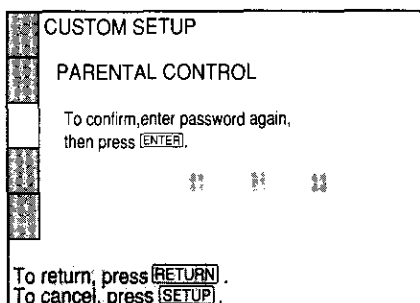 CUSTOM SETUP
PARENTAL CONTROL
To confirm,enter password again,
then press ENTER.
To return, press RETURN .
To cancel, press SETUP .